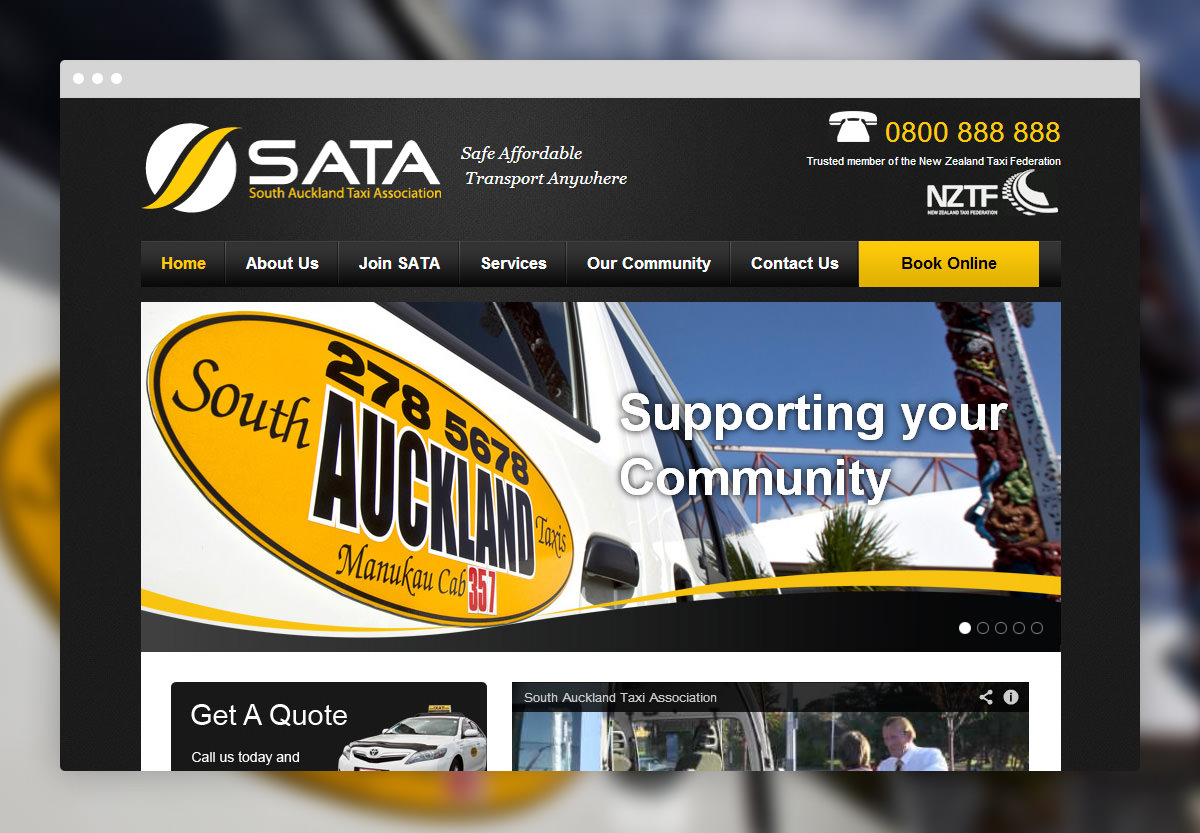 SATA
South Auckland Taxi Association
Safe Affordable
Transport Anywhere
0800 888 888
Trusted member of the New Zealand Taxi Federation
NZTF
NEW ZEALAND TAXI FEDERATION
Home
About Us
Join SATA
Services
Our Community
Contact Us
Book Online
278 5678
South
AUCKLAND
Taxis
Manukau Cab
357
Supporting your
Community
Get A Quote
Call us today and
South Auckland Taxi Association